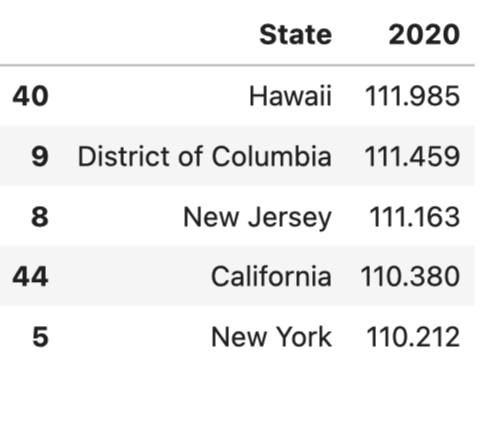 State 2020
40 Hawaii 111.985
9 District of Columbia 111.459
8 New Jersey 111.163
44 California 110.380
5 New York 110.212